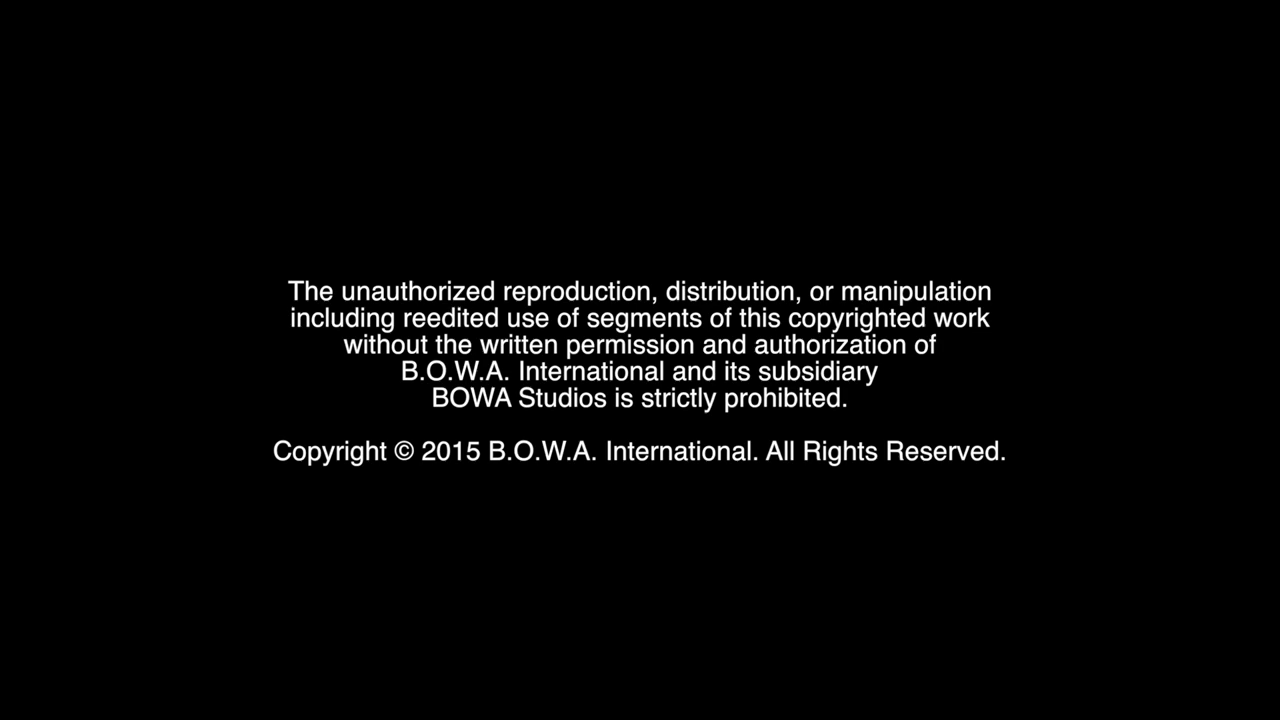 The unauthorized reproduction, distribution, or manipulation
including reedited use of segments of this copyrighted work
without the written permission and authorization of
B.O.W.A. International and its subsidiary
BOWA Studios is strictly prohibited.
Copyright © 2015 B.O.W.A. International. All Rights Reserved.